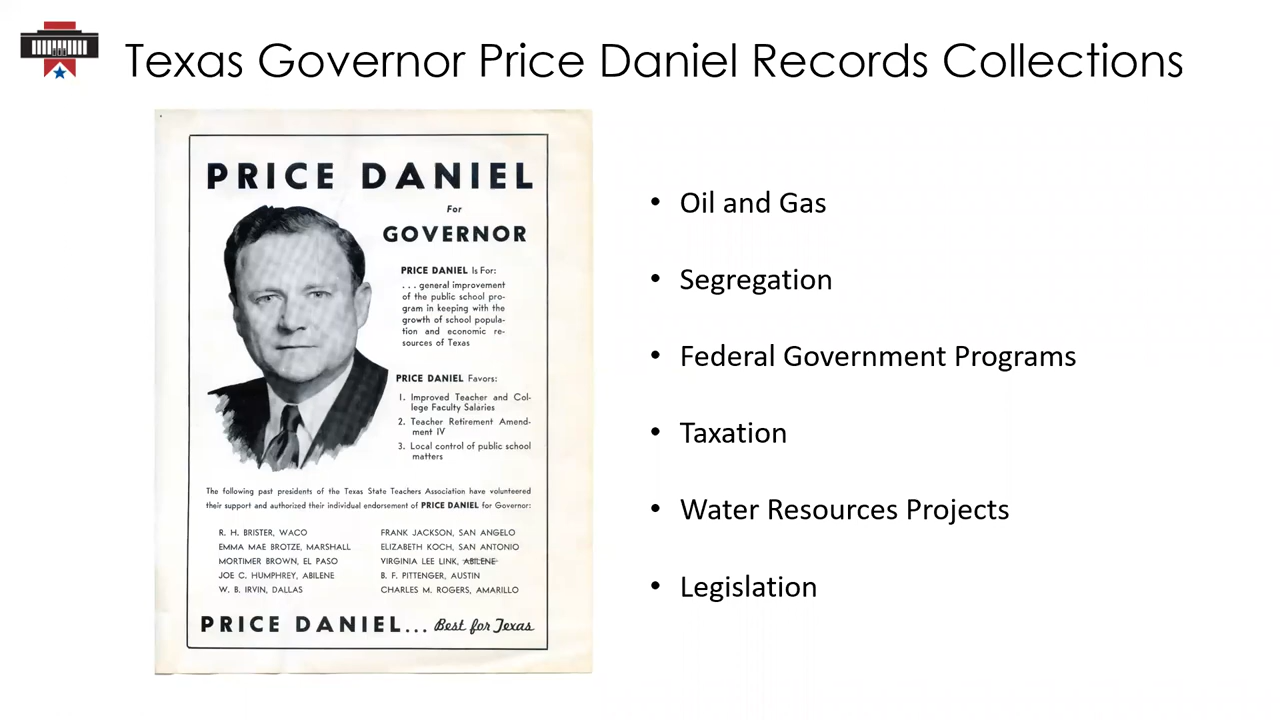 Texas Governor Price Daniel Records Collections
PRICE DANIEL
For
GOVERNOR
PRICE DANIEL Is For:
. . . general improvement
of the public school pro-
gram in keeping with the
growth of school popula-
tion and economic re-
sources of Texas
PRICE DANIEL Favors:
1. Improved Teacher and Col-
lege Faculty Salaries
2. Teacher Retirement Amend-
ment IV
3. Local control of public school
matters
The following past presidents of the Texas State Teachers Association have volunteered
their support and authorized their individual endorsement of PRICE DANIEL for Governor:
R. H. BRISTER, WACO
EMMA MAE BROTZE, MARSHALL
MORTIMER BROWN, EL PASO
JOE C. HUMPHREY, ABILENE
W. B. IRVIN, DALLAS
FRANK JACKSON, SAN ANGELO
ELIZABETH KOCH, SAN ANTONIO
VIRGINIA LEE LINK, ABILENE
B. F. PITTENGER, AUSTIN
CHARLES M. ROGERS, AMARILLO
PRICE DANIEL... Best for Texas
• Oil and Gas
• Segregation
• Federal Government Programs
• Taxation
• Water Resources Projects
• Legislation